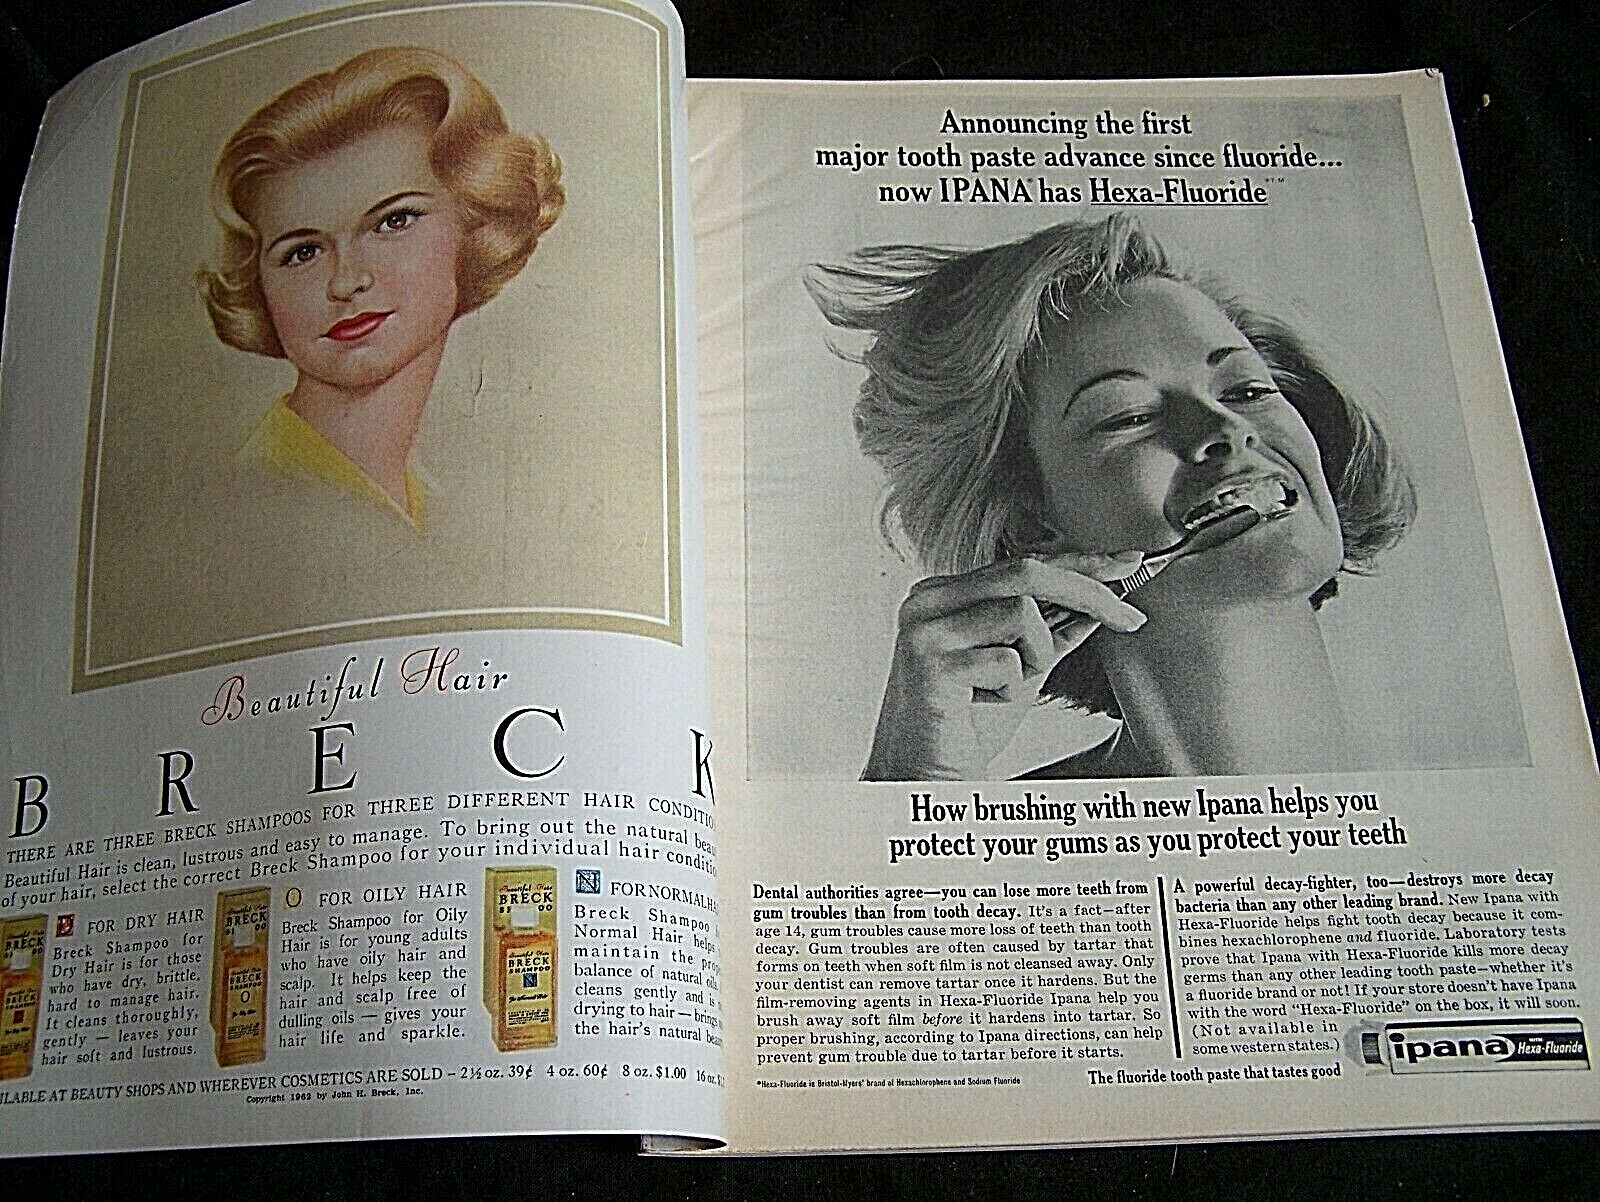 Beautiful Hair
BRECK
THERE ARE THREE BRECK SHAMPOOS FOR THREE DIFFERENT HAIR
Beautiful Hair is clean, lustrous and easy to manage. To bring out the natural
of your hair, select the correct Breck Shampoo for your individual hair
D FOR DRY HAIR
Breck Shampoo for
Dry Hair is for those
who have dry, brittle,
hard to manage hair.
It cleans thoroughly,
gently — leaves your
hair soft and lustrous.
Beautiful Hair
BRECK
BRECK
SHAMPOO
O FOR OILY HAIR
Breck Shampoo for Oily
Hair is for young adults
who have oily hair and
scalp. It helps keep the
hair and scalp free of
dulling oils — gives your
hair life and sparkle.
Beautiful Hair
BRECK
BRECK
SHAMPOO
N FOR NORMAL
Breck Shampoo
Normal Hair helps
maintain the
balance of natural
cleans gently and is
drying to hair —
the hair's natural
AT BEAUTY SHOPS AND WHEREVER COSMETICS ARE SOLD – 2½ oz. 39¢ 4 oz. 60¢ 8 oz. $1.00 16 oz.
Copyright 1962 by John H. Breck, Inc.
Announcing the first
major tooth paste advance since fluoride...
now IPANA® has Hexa-Fluoride*™
How brushing with new Ipana helps you
protect your gums as you protect your teeth
Dental authorities agree—you can lose more teeth from
gum troubles than from tooth decay. It's a fact—after
age 14, gum troubles cause more loss of teeth than tooth
decay. Gum troubles are often caused by tartar that
forms on teeth when soft film is not cleansed away. Only
your dentist can remove tartar once it hardens. But the
film-removing agents in Hexa-Fluoride Ipana help you
brush away soft film before it hardens into tartar. So
proper brushing, according to Ipana directions, can help
prevent gum trouble due to tartar before it starts.
*Hexa-Fluoride is Bristol-Myers' brand of Hexachlorophene and Sodium Fluoride
A powerful decay-fighter, too—destroys more decay
bacteria than any other leading brand. New Ipana with
Hexa-Fluoride helps fight tooth decay because it com-
bines hexachlorophene and fluoride. Laboratory tests
prove that Ipana with Hexa-Fluoride kills more decay
germs than any other leading tooth paste—whether it's
a fluoride brand or not! If your store doesn't have Ipana
with the word "Hexa-Fluoride" on the box, it will soon.
(Not available in
some western states.)
ipana WITH Hexa-Fluoride
The fluoride tooth paste that tastes good